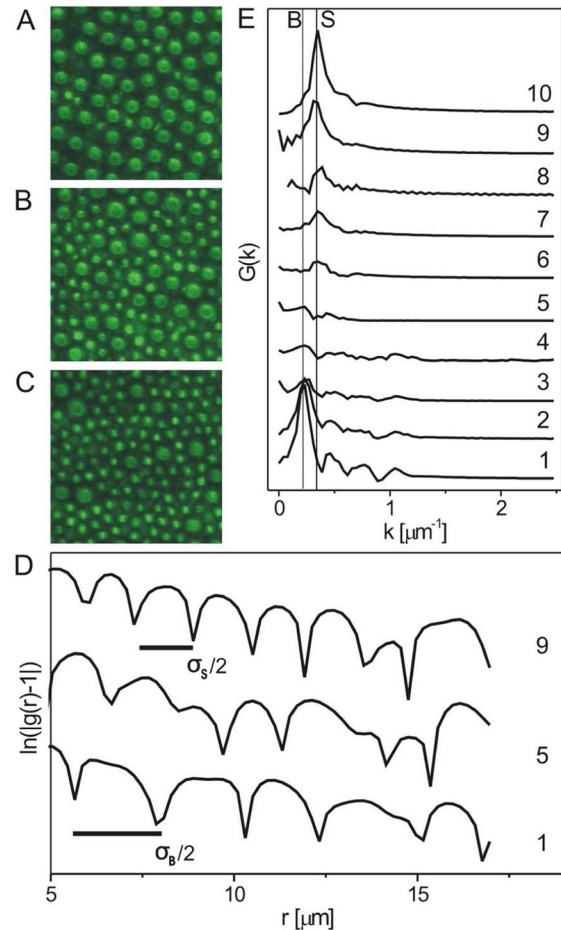 A
B
C
E
B S
10
9
8
7
6
5
4
3
2
1
G(k)
0 1 2
k [μm⁻¹]
D
9
σS/2
5
1
σB/2
ln(|g(r)-1|)
5 10 15
r [μm]